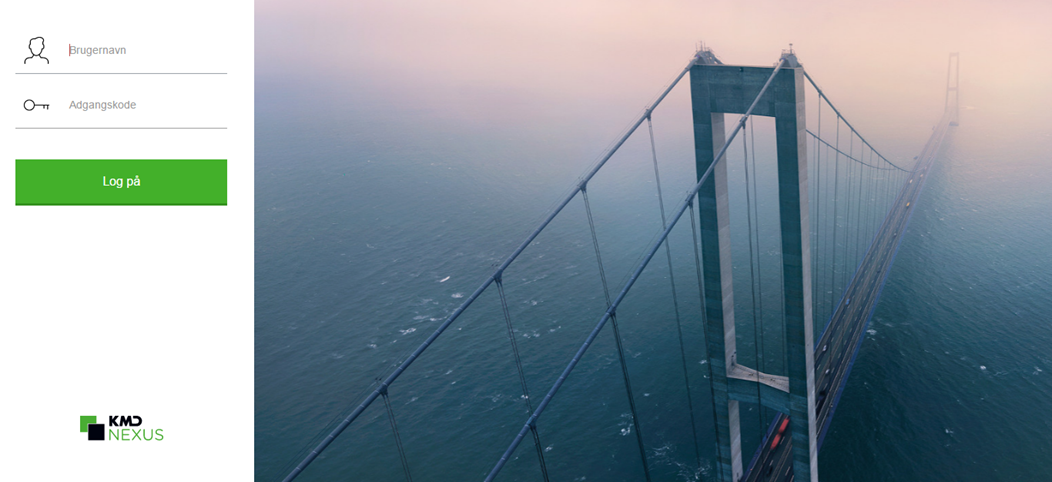 Brugernavn
Adgangskode
Log på
KMD
NEXUS